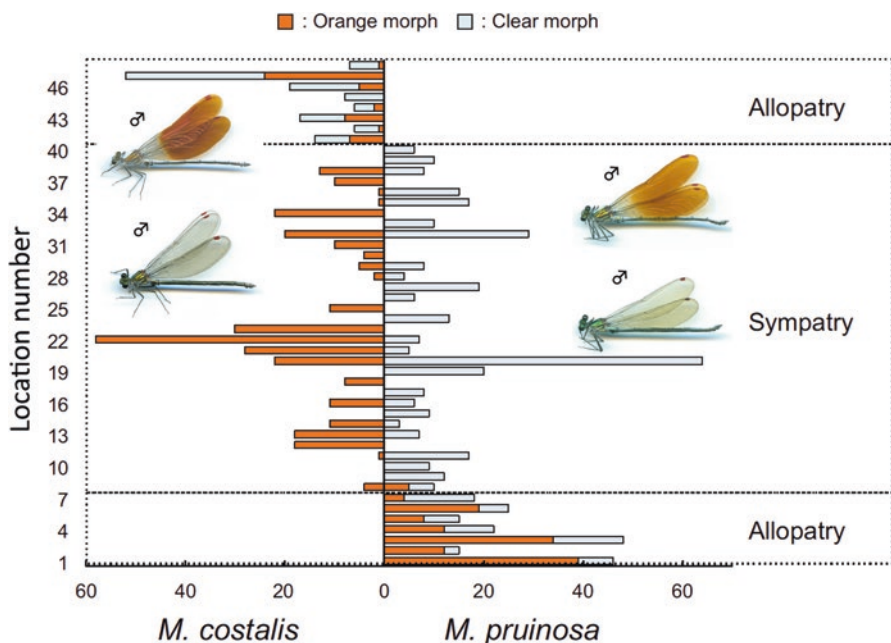 : Orange morph : Clear morph
Location number
46
43
40
37
34
31
28
25
22
19
16
13
10
7
4
1
♂
♂
♂
♂
Allopatry
Sympatry
Allopatry
60 40 20 0 20 40 60
M. costalis M. pruinosa